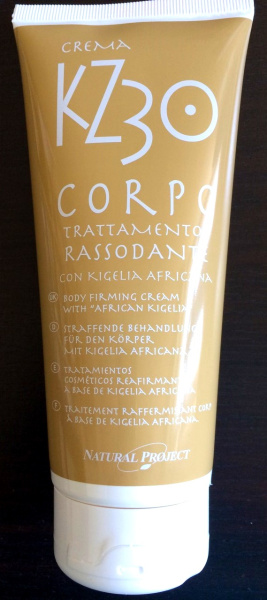 CREMA
KZ30
CORPO
TRATTAMENTO
RASSODANTE
CON KIGELIA AFRICANA
UK BODY FIRMING CREAM
WITH "AFRICAN KIGELIA"
D STRAFFENDE BEHANDLUNG
FÜR DEN KÖRPER
MIT KIGELIA AFRICANA
E TRATAMIENTOS
COSMÉTICOS REAFIRMANTES
A BASE DE KIGELIA AFRICANA
F TRAITEMENT RAFFERMISSANT CORPS
À BASE DE KIGELIA AFRICANA
NATURAL PROJECT